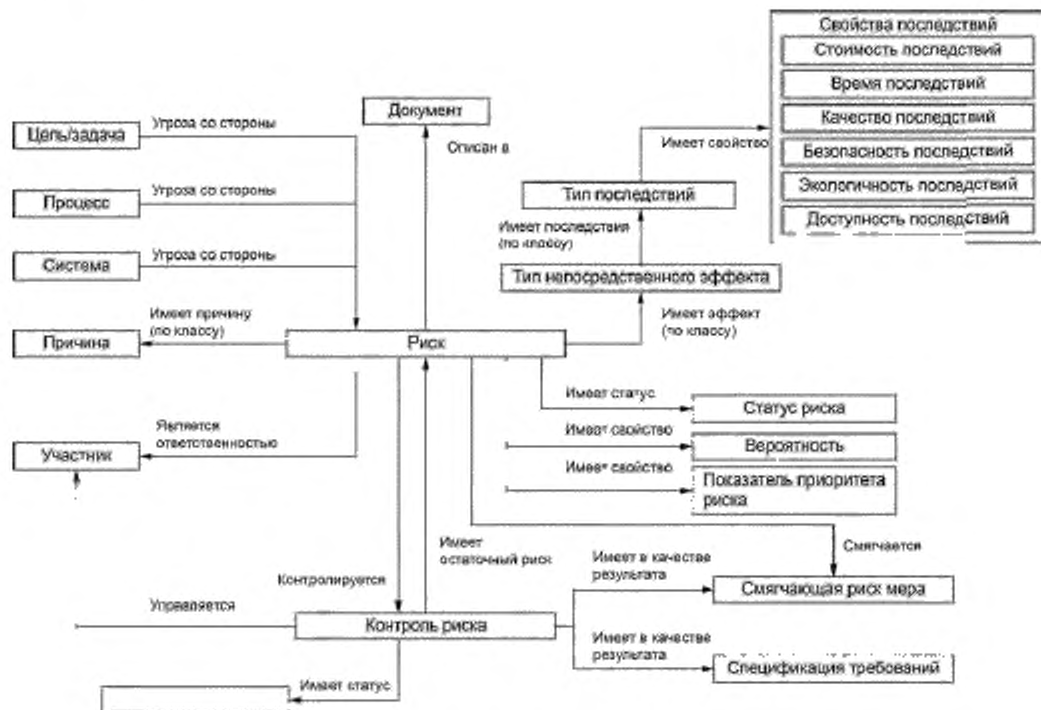 Свойства последствий
Стоимость последствий
Время последствий
Качество последствий
Безопасность последствий
Экологичность последствий
Доступность последствий
Документ
Описан в
Имеет свойство
Цель/задача
Угроза со стороны
Процесс
Угроза со стороны
Система
Угроза со стороны
Тип последствий
Имеет последствия
(по классу)
Тип непосредственного эффекта
Имеет эффект
(по классу)
Имеет причину
(по классу)
Причина
Риск
Имеет статус
Статус риска
Является
ответственностью
Участник
Имеет свойство
Вероятность
Имеет свойство
Показатель приоритета
риска
Имеет
остаточный риск
Смягчается
Контролируется
Имеет в качестве
результата
Смягчающая риск мера
Управляется
Контроль риска
Имеет в качестве
результата
Спецификация требований
Имеет статус